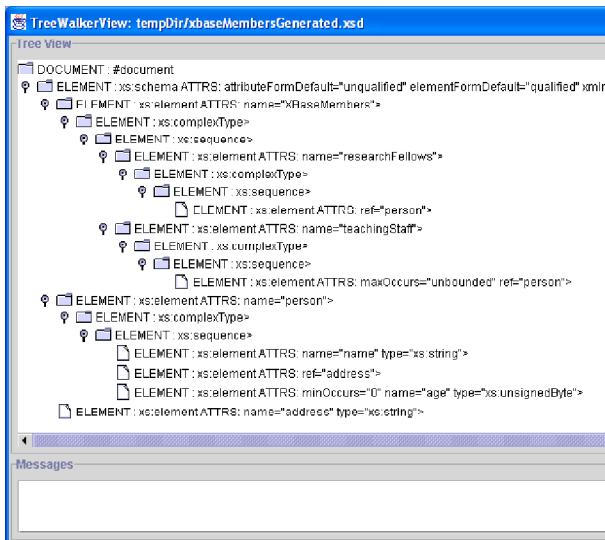 TreeWalkerView: tempDir/xbaseMembersGenerated.xsd
Tree View
DOCUMENT : #document
ELEMENT : xs:schema ATTRS: attributeFormDefault="unqualified" elementFormDefault="qualified" xmlr
ELEMENT : xs:element ATTRS: name="XBaseMembers">
ELEMENT : xs:complexType>
ELEMENT : xs:sequence>
ELEMENT : xs:element ATTRS: name="researchFellows">
ELEMENT : xs:complexType>
ELEMENT : xs:sequence>
ELEMENT : xs:element ATTRS: ref="person">
ELEMENT : xs:element ATTRS: name="teachingStaff">
ELEMENT : xs:complexType>
ELEMENT : xs:sequence>
ELEMENT : xs:element ATTRS: maxOccurs="unbounded" ref="person">
ELEMENT : xs:element ATTRS: name="person">
ELEMENT : xs:complexType>
ELEMENT : xs:sequence>
ELEMENT : xs:element ATTRS: name="name" type="xs:string">
ELEMENT : xs:element ATTRS: ref="address">
ELEMENT : xs:element ATTRS: minOccurs="0" name="age" type="xs:unsignedByte">
ELEMENT : xs:element ATTRS: name="address" type="xs:string">
Messages